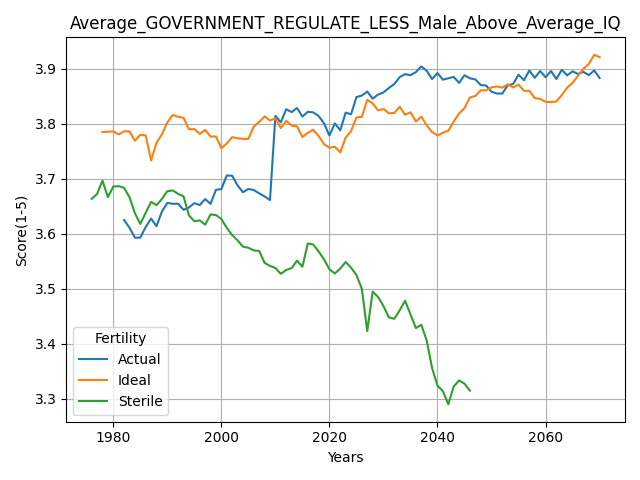 Average_GOVERNMENT_REGULATE_LESS_Male_Above_Average_IQ
Score(1-5)
3.9
3.8
3.7
3.6
3.5
3.4
3.3
Fertility
Actual
Ideal
Sterile
1980 2000 2020 2040 2060
Years